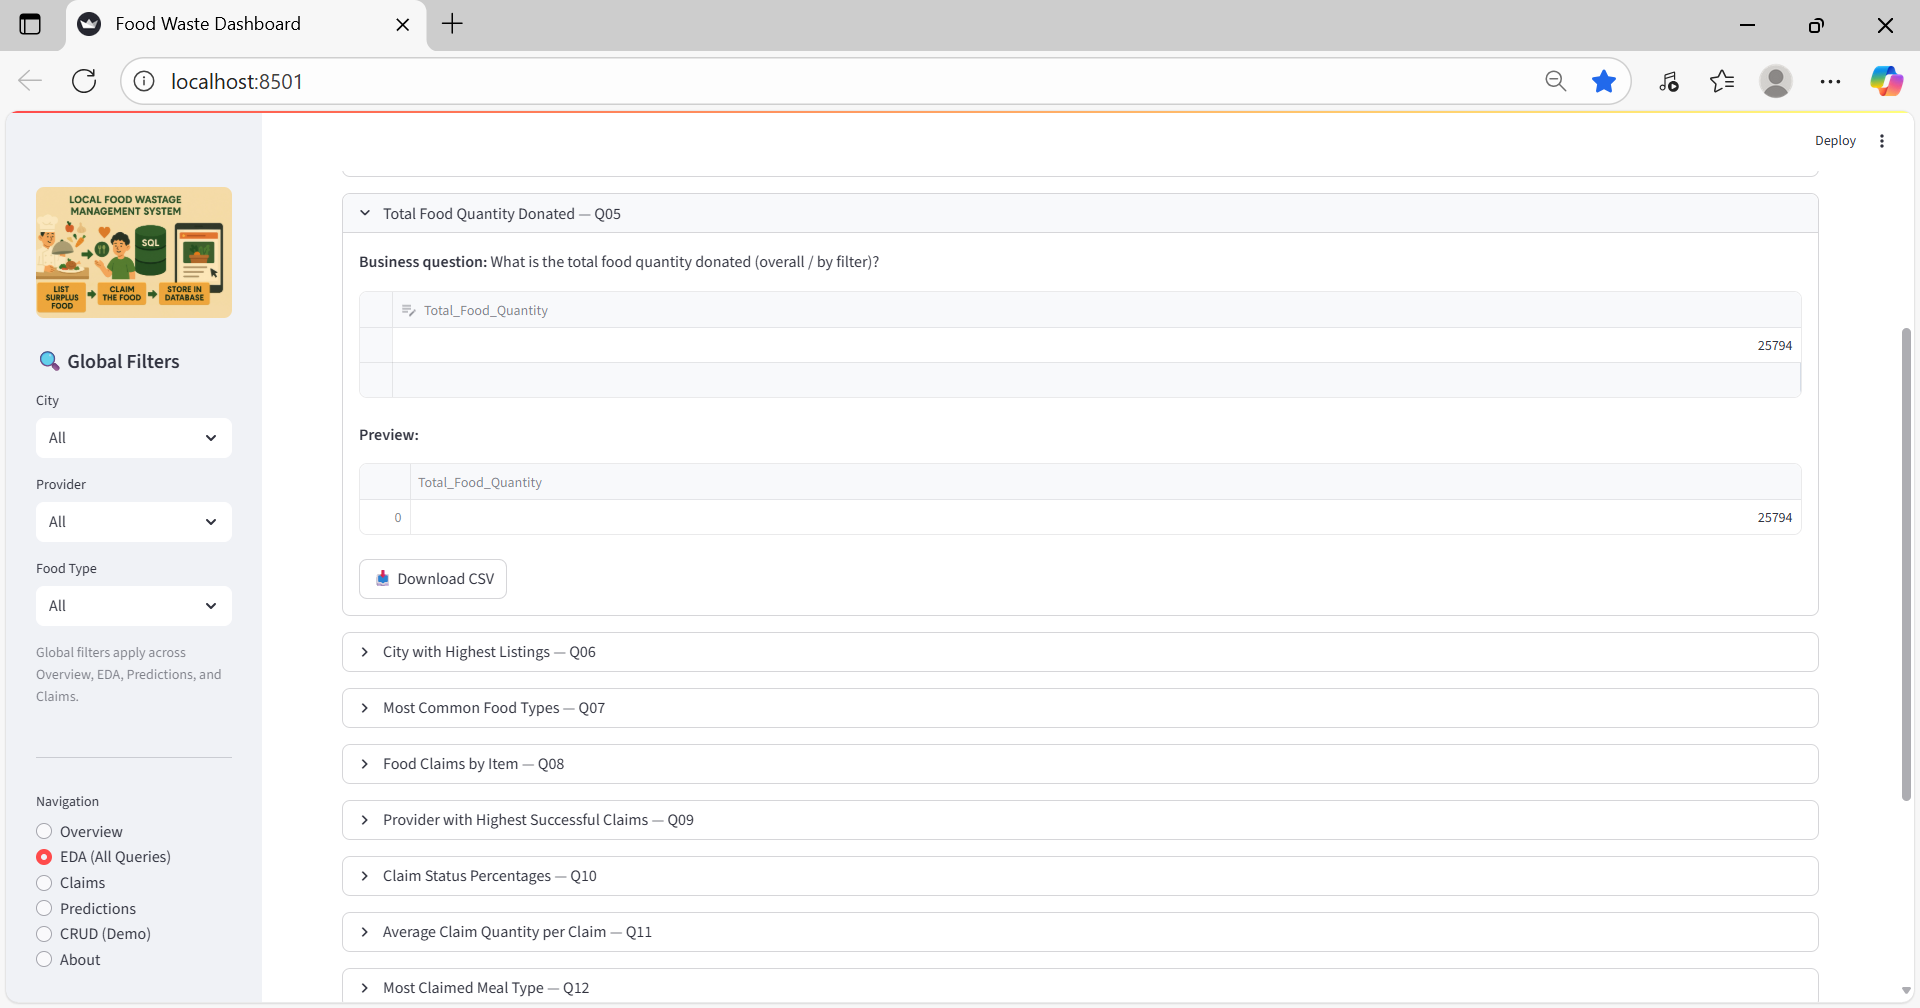 Food Waste Dashboard
localhost:8501
Deploy
LOCAL FOOD WASTAGE
MANAGEMENT SYSTEM
SQL
LIST
SURPLUS
FOOD
CLAIM
THE FOOD
STORE IN
DATABASE
Global Filters
City
All
Provider
All
Food Type
All
Global filters apply across
Overview, EDA, Predictions, and
Claims.
Navigation
Overview
EDA (All Queries)
Claims
Predictions
CRUD (Demo)
About
Total Food Quantity Donated — Q05
Business question: What is the total food quantity donated (overall / by filter)?
Total_Food_Quantity
25794
Preview:
Total_Food_Quantity
0 25794
Download CSV
City with Highest Listings — Q06
Most Common Food Types — Q07
Food Claims by Item — Q08
Provider with Highest Successful Claims — Q09
Claim Status Percentages — Q10
Average Claim Quantity per Claim — Q11
Most Claimed Meal Type — Q12